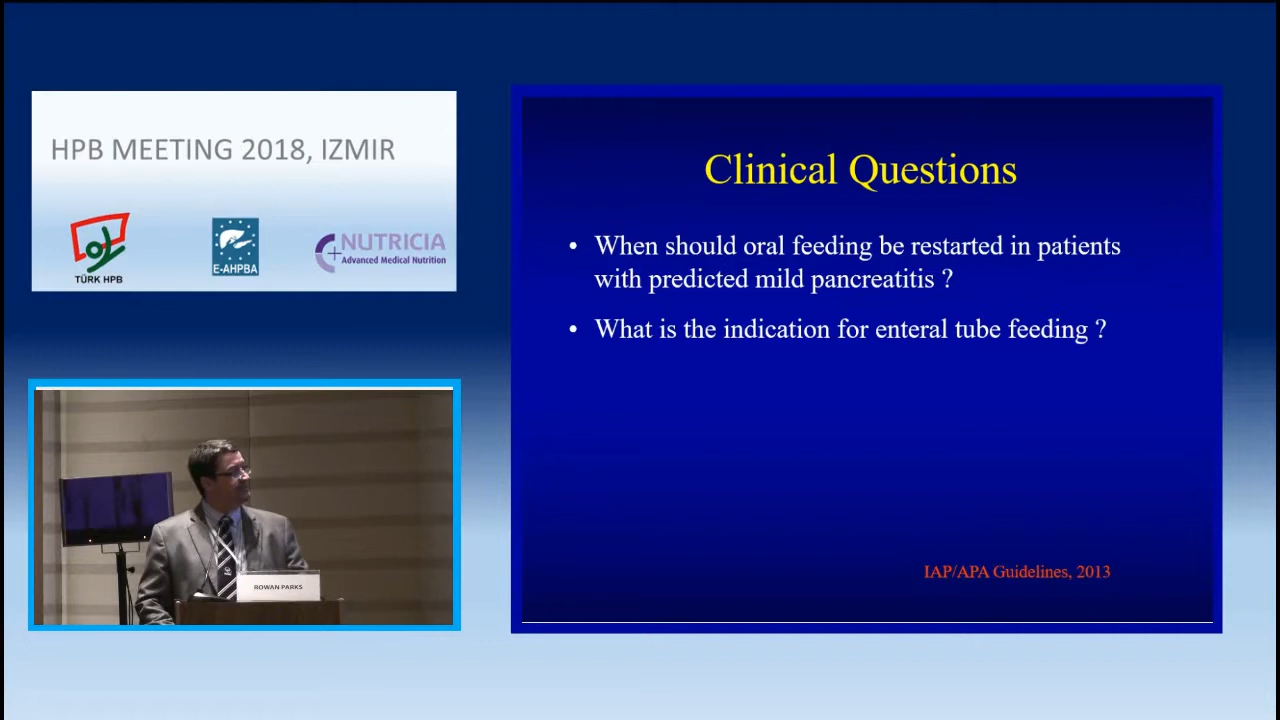 HPB MEETING 2018, IZMIR
TÜRK HPB
E-AHPBA
NUTRICIA
Advanced Medical Nutrition
ROWAN PARKS
Clinical Questions
• When should oral feeding be restarted in patients
with predicted mild pancreatitis ?
• What is the indication for enteral tube feeding ?
IAP/APA Guidelines, 2013